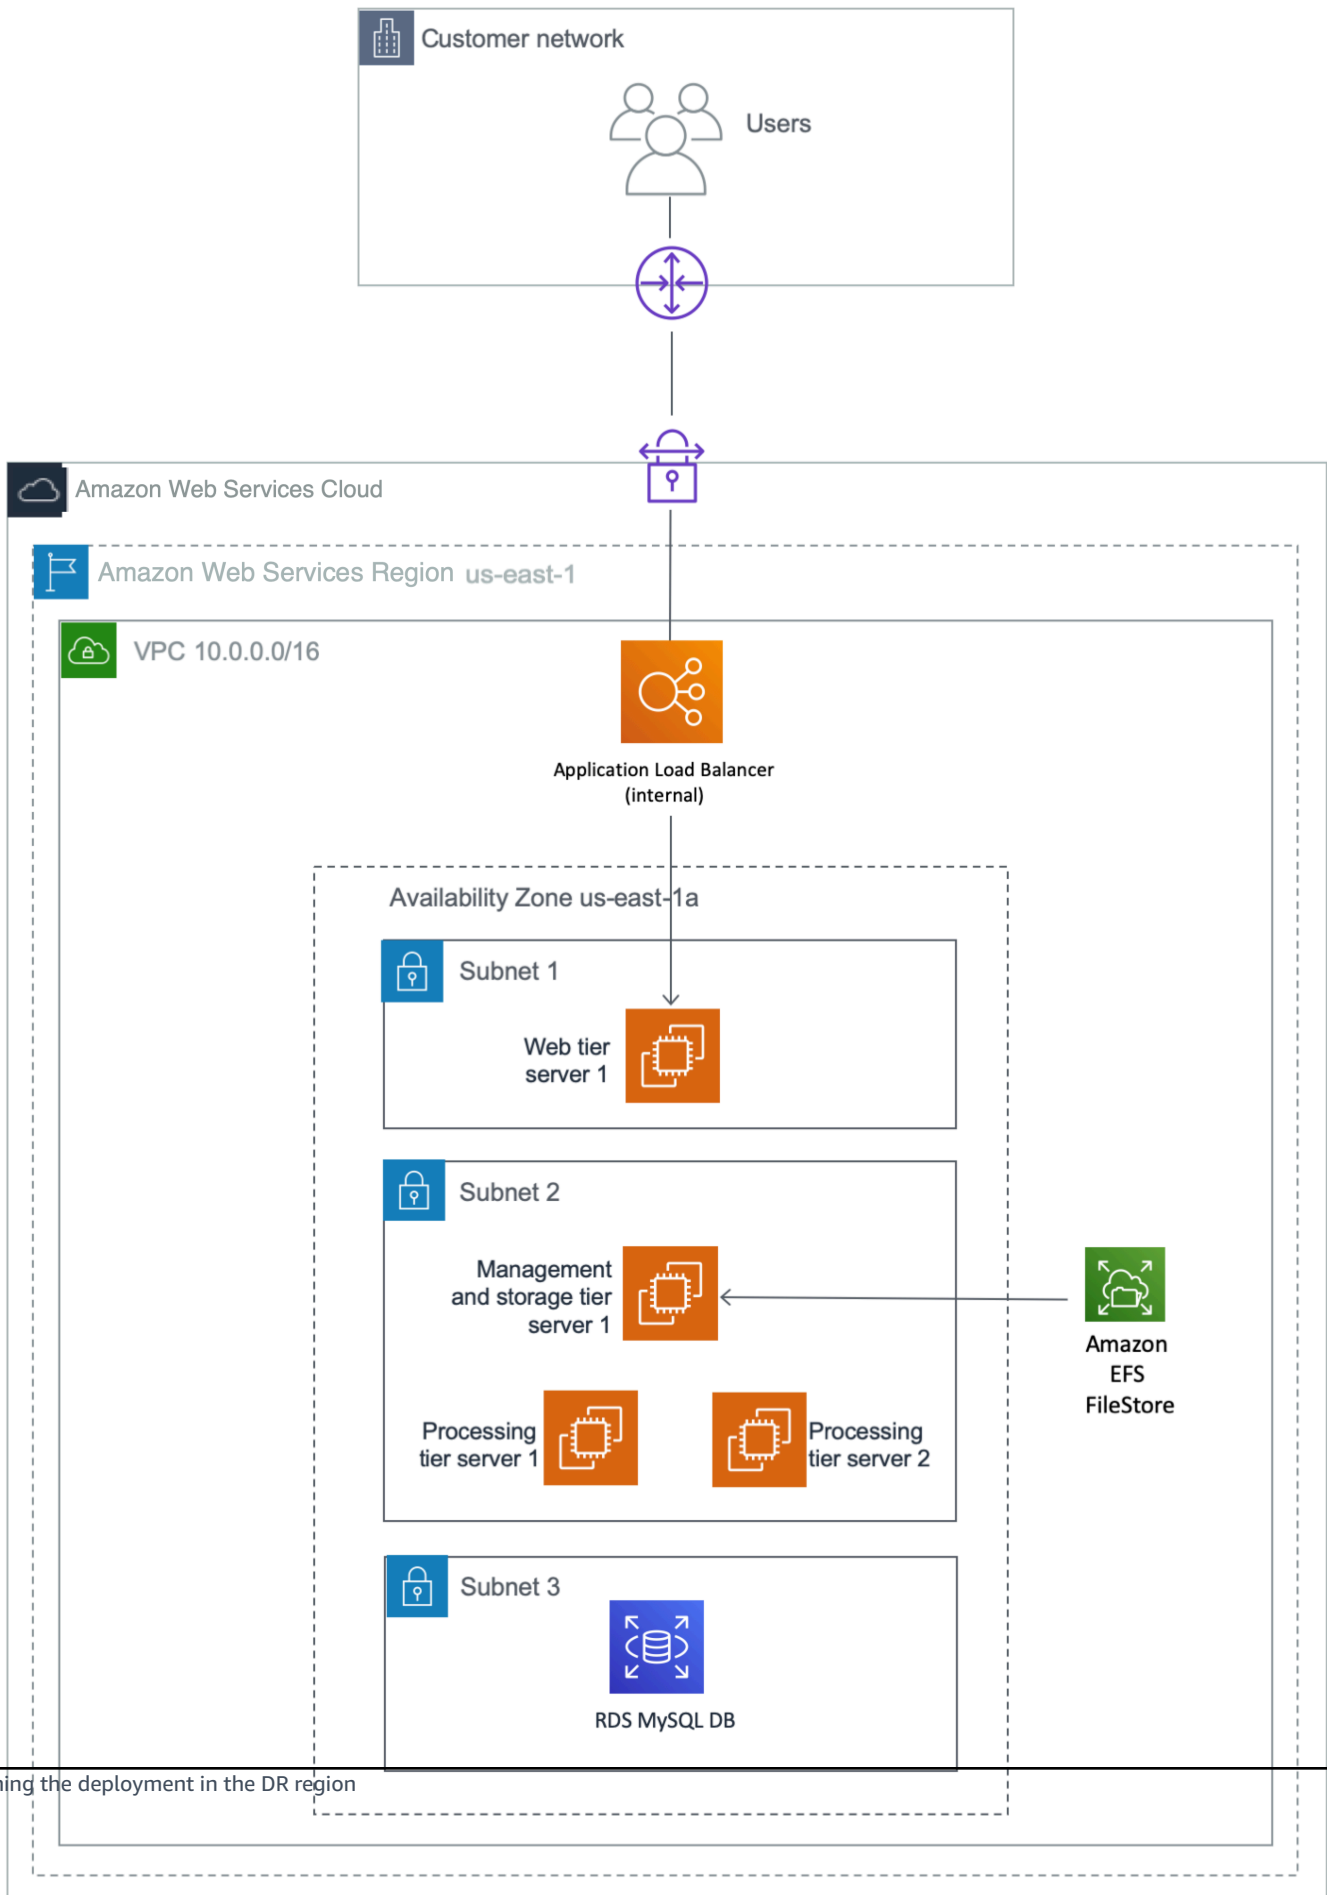 Customer network
Users
Amazon Web Services Cloud
Amazon Web Services Region us-east-1
VPC 10.0.0.0/16
Application Load Balancer
(internal)
Availability Zone us-east-1a
Subnet 1
Web tier
server 1
Subnet 2
Management
and storage tier
server 1
Amazon
EFS
FileStore
Processing
tier server 1
Processing
tier server 2
Subnet 3
RDS MySQL DB
the deployment in the DR region